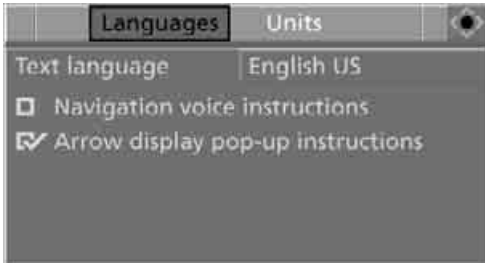 Languages Units
Text language English US
Navigation voice instructions
Arrow display pop-up instructions